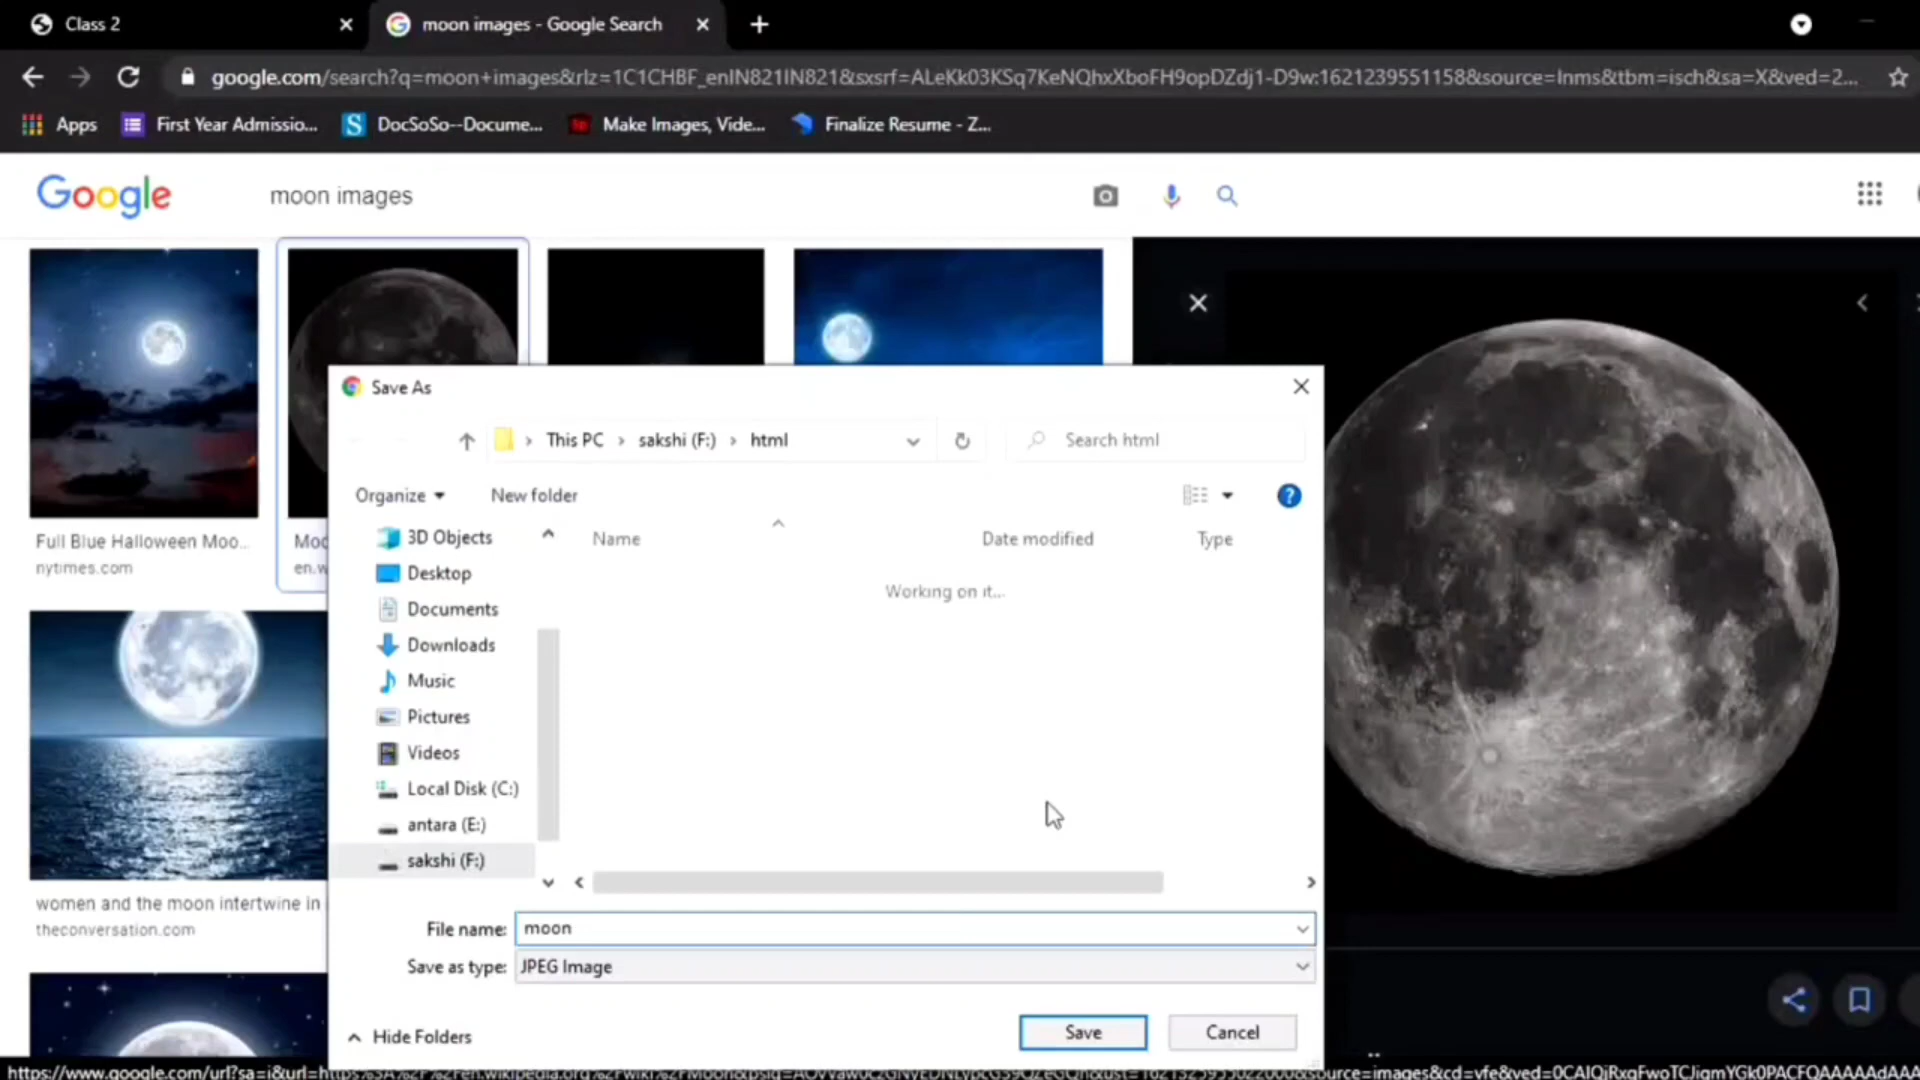 Class 2
moon images - Google Search
google.com/search?q=moon+images&rlz=1C1CHBF_enIN821IN821&sxsrf=ALeKk03KSq7KeNQhxXboFH9opDZdj1-D9w:1621239551158&source=lnms&tbm=isch&sa=X&ved=2...
Apps
First Year Admissio...
DocSoSo--Docume...
Make Images, Vide...
Finalize Resume - Z...
Google
moon images
Save As
This PC > sakshi (F:) > html
Search html
Organize
New folder
3D Objects
Name
Date modified
Type
Full Blue Halloween Moo...
nytimes.com
Moo
en.w
Desktop
Working on it...
Documents
Downloads
Music
Pictures
Videos
Local Disk (C:)
antara (E:)
sakshi (F:)
women and the moon intertwine in
theconversation.com
File name: moon
Save as type: JPEG Image
Hide Folders
Save
Cancel